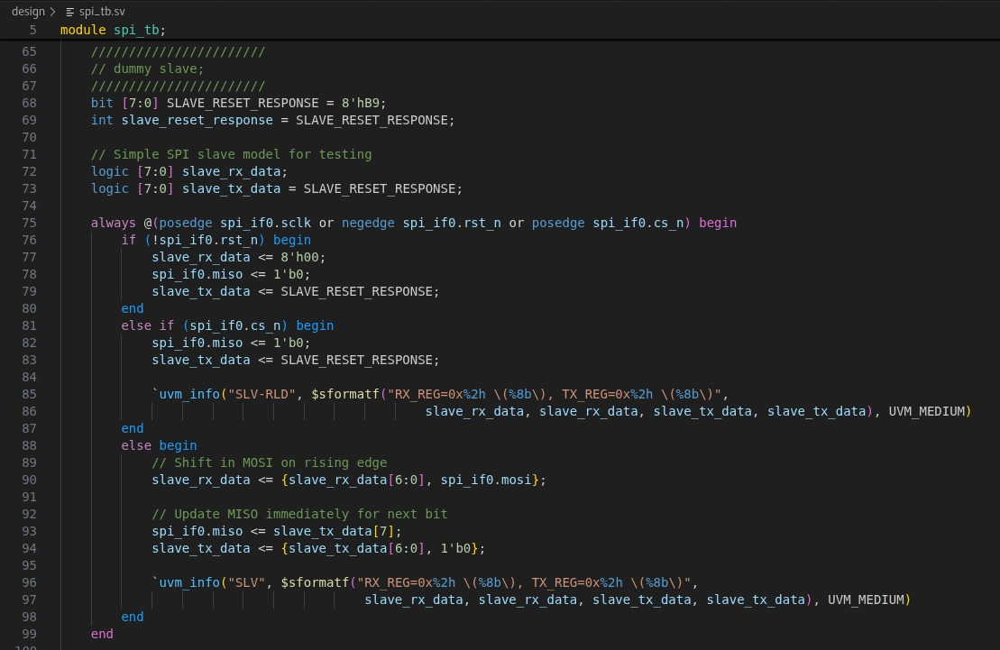 design > spi_tb.sv
5 module spi_tb;
65 ///////////////////////
66 // dummy slave;
67 ///////////////////////
68 bit [7:0] SLAVE_RESET_RESPONSE = 8'hB9;
69 int slave_reset_response = SLAVE_RESET_RESPONSE;
70
71 // Simple SPI slave model for testing
72 logic [7:0] slave_rx_data;
73 logic [7:0] slave_tx_data = SLAVE_RESET_RESPONSE;
74
75 always @(posedge spi_if0.sclk or negedge spi_if0.rst_n or posedge spi_if0.cs_n) begin
76 if (!spi_if0.rst_n) begin
77 slave_rx_data <= 8'h00;
78 spi_if0.miso <= 1'b0;
79 slave_tx_data <= SLAVE_RESET_RESPONSE;
80 end
81 else if (spi_if0.cs_n) begin
82 spi_if0.miso <= 1'b0;
83 slave_tx_data <= SLAVE_RESET_RESPONSE;
84
85 `uvm_info("SLV-RLD", $sformatf("RX_REG=0x%2h \(%8b\), TX_REG=0x%2h \(%8b\)",
86 slave_rx_data, slave_rx_data, slave_tx_data, slave_tx_data), UVM_MEDIUM)
87 end
88 else begin
89 // Shift in MOSI on rising edge
90 slave_rx_data <= {slave_rx_data[6:0], spi_if0.mosi};
91
92 // Update MISO immediately for next bit
93 spi_if0.miso <= slave_tx_data[7];
94 slave_tx_data <= {slave_tx_data[6:0], 1'b0};
95
96 `uvm_info("SLV", $sformatf("RX_REG=0x%2h \(%8b\), TX_REG=0x%2h \(%8b\)",
97 slave_rx_data, slave_rx_data, slave_tx_data, slave_tx_data), UVM_MEDIUM)
98 end
99 end